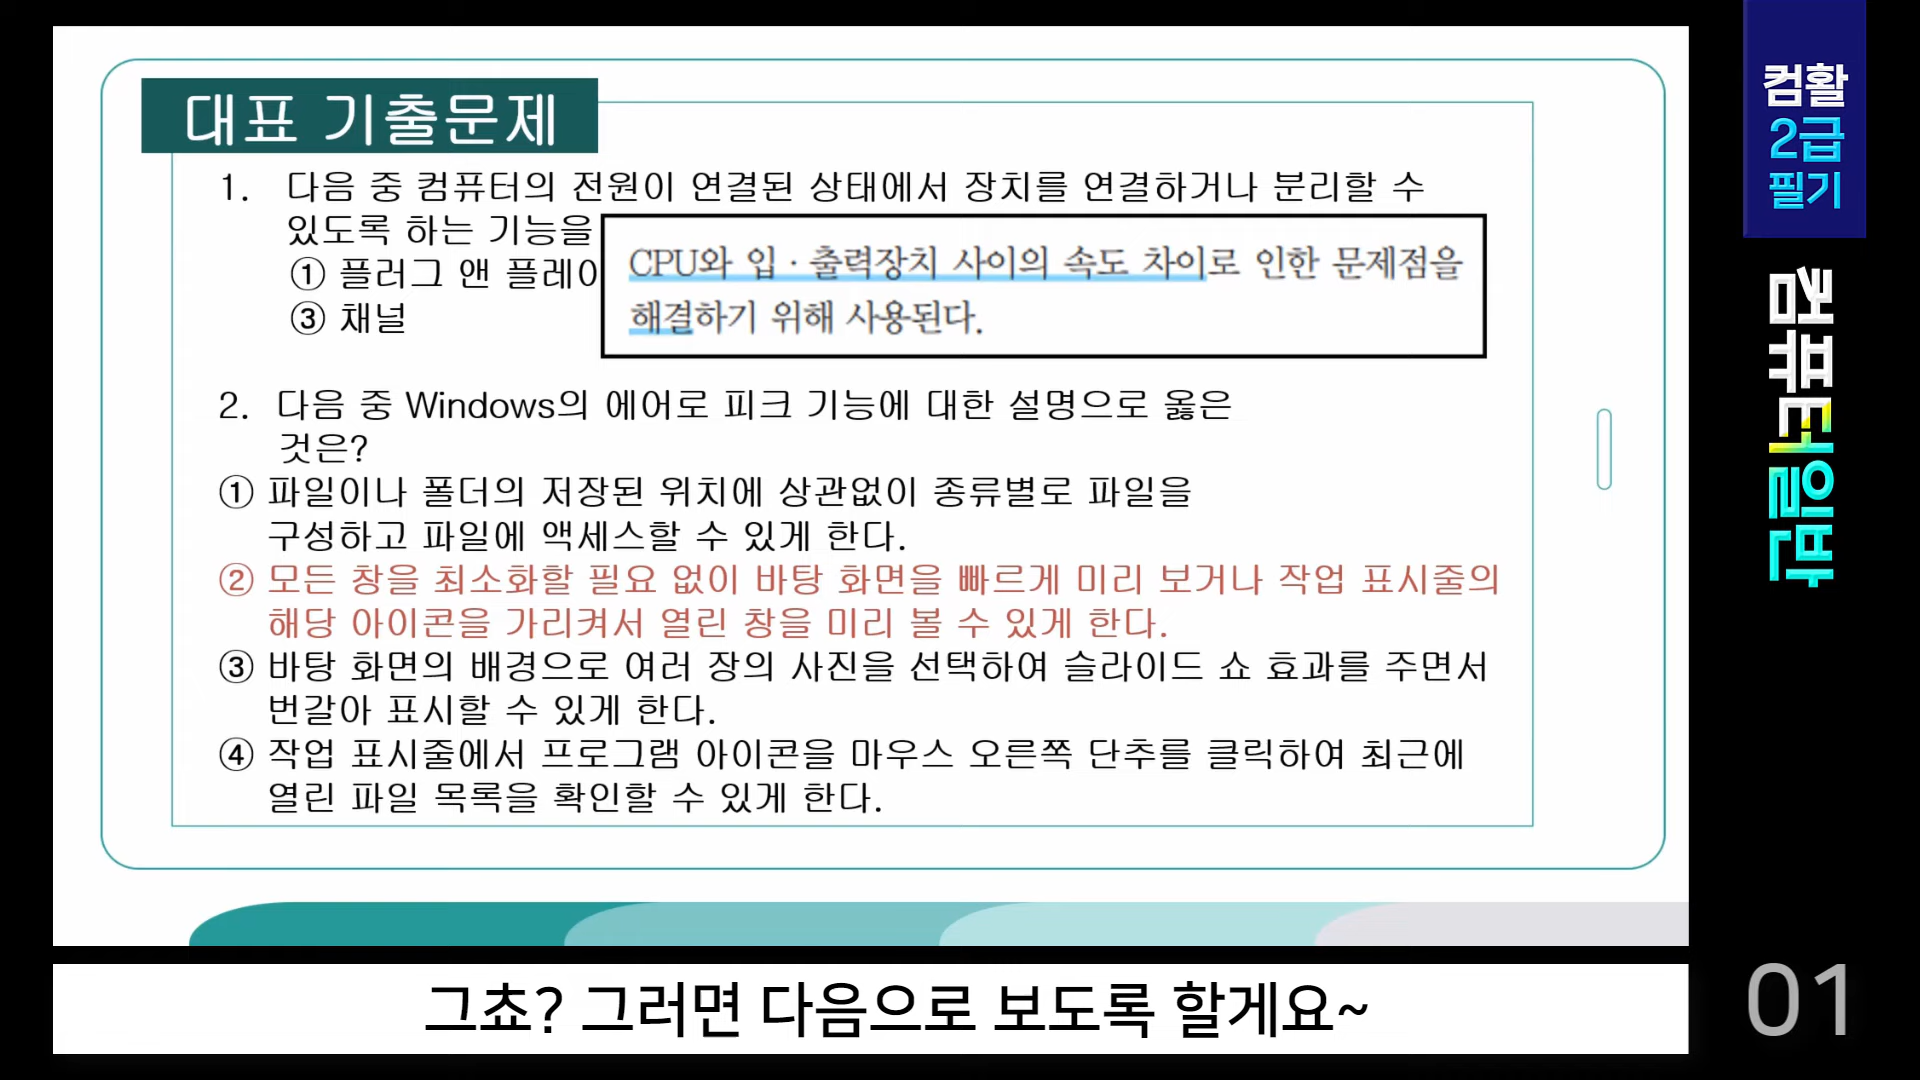 대표 기출문제
1. 다음 중 컴퓨터의 전원이 연결된 상태에서 장치를 연결하거나 분리할 수
있도록 하는 기능을
① 플러그 앤 플레이
③ 채널
CPU와 입·출력장치 사이의 속도 차이로 인한 문제점을
해결하기 위해 사용된다.
2. 다음 중 Windows의 에어로 피크 기능에 대한 설명으로 옳은
것은?
① 파일이나 폴더의 저장된 위치에 상관없이 종류별로 파일을
구성하고 파일에 액세스할 수 있게 한다.
② 모든 창을 최소화할 필요 없이 바탕 화면을 빠르게 미리 보거나 작업 표시줄의
해당 아이콘을 가리켜서 열린 창을 미리 볼 수 있게 한다.
③ 바탕 화면의 배경으로 여러 장의 사진을 선택하여 슬라이드 쇼 효과를 주면서
번갈아 표시할 수 있게 한다.
④ 작업 표시줄에서 프로그램 아이콘을 마우스 오른쪽 단추를 클릭하여 최근에
열린 파일 목록을 확인할 수 있게 한다.
그쵸? 그러면 다음으로 보도록 할게요~
컴활
2급
필기
컴퓨터일반
01